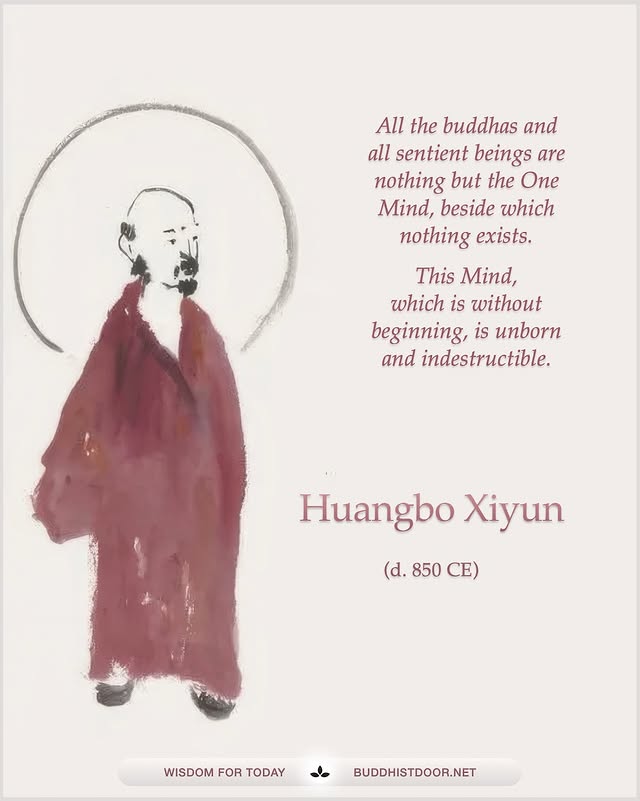 All the buddhas and
all sentient beings are
nothing but the One
Mind, beside which
nothing exists.
This Mind,
which is without
beginning, is unborn
and indestructible.
Huangbo Xiyun
(d. 850 CE)
WISDOM FOR TODAY BUDDHISTDOOR.NET